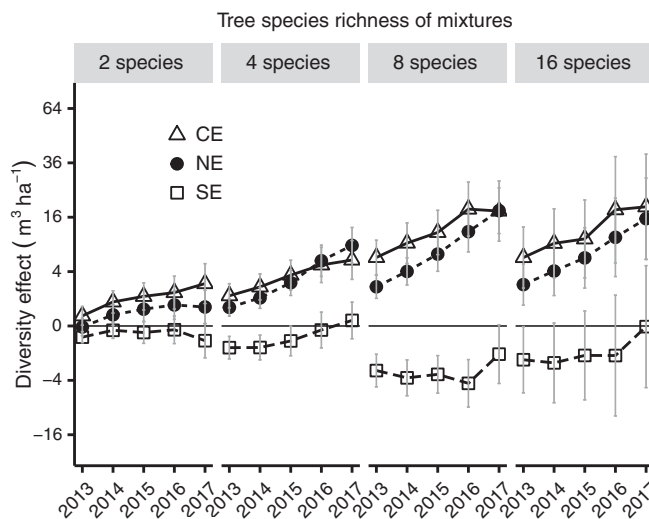 Tree species richness of mixtures
2 species 4 species 8 species 16 species
Diversity effect ( m³ ha⁻¹)
64
36
16
4
0
−4
−16
CE
NE
SE
2013 2014 2015 2016 2017 2013 2014 2015 2016 2017 2013 2014 2015 2016 2017 2013 2014 2015 2016 2017